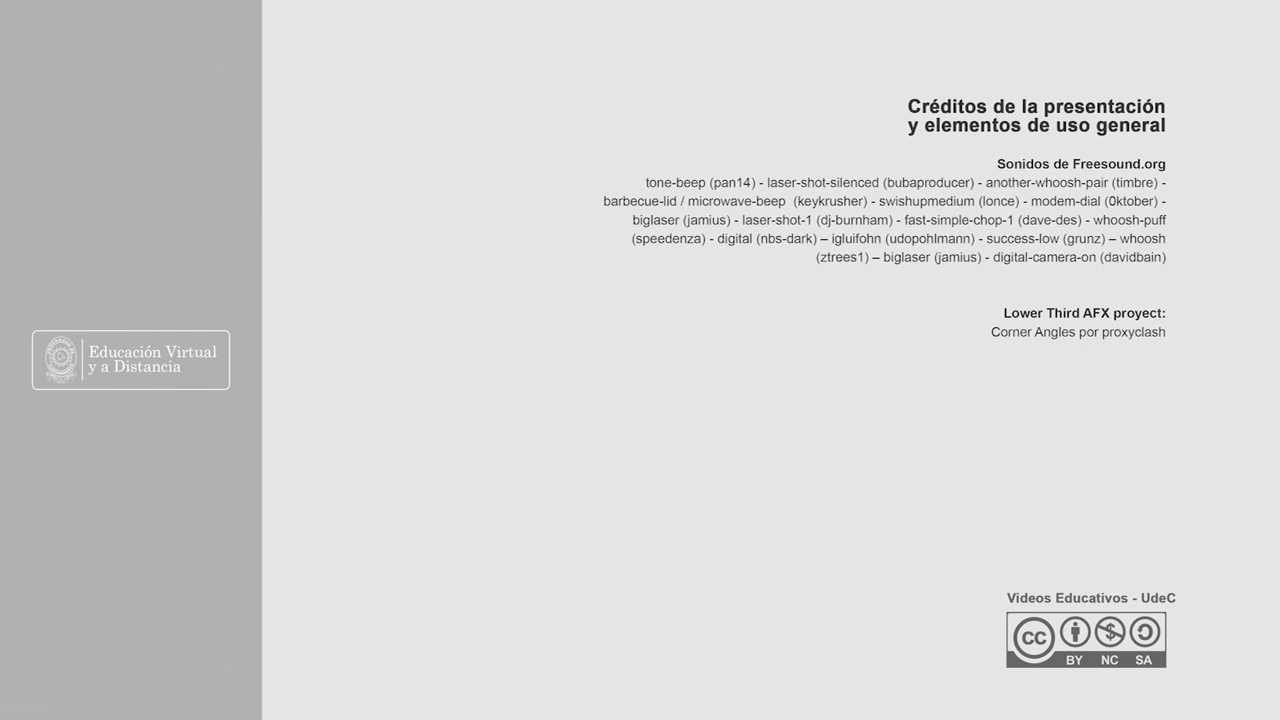 Créditos de la presentación
y elementos de uso general
Sonidos de Freesound.org
tone-beep (pan14) - laser-shot-silenced (bubaproducer) - another-whoosh-pair (timbre) -
barbecue-lid / microwave-beep  (keykrusher) - swishupmedium (lonce) - modem-dial (0ktober) -
biglaser (jamius) - laser-shot-1 (dj-burnham) - fast-simple-chop-1 (dave-des) - whoosh-puff
(speedenza) - digital (nbs-dark) – igluifohn (udopohlmann) - success-low (grunz) – whoosh
(ztrees1) – biglaser (jamius) - digital-camera-on (davidbain)
Lower Third AFX proyect:
Corner Angles por proxyclash
Educación Virtual
y a Distancia
Videos Educativos - UdeC
cc $
BY NC SA